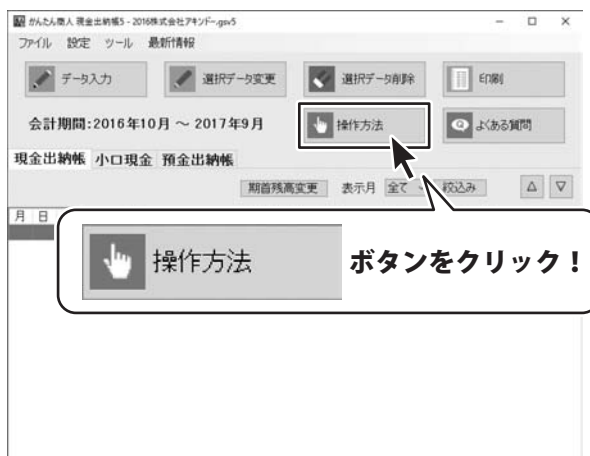 かんたん商人 現金出納帳5 - 2016株式会社アキンドー.gsv5
ファイル 設定 ツール 最新情報
データ入力 選択データ変更 選択データ削除 印刷
会計期間:2016年10月 ～ 2017年9月 操作方法 よくある質問
現金出納帳 小口現金 預金出納帳
期首残高変更 表示月 全て 絞込み △ ▽
月 日
操作方法 ボタンをクリック！